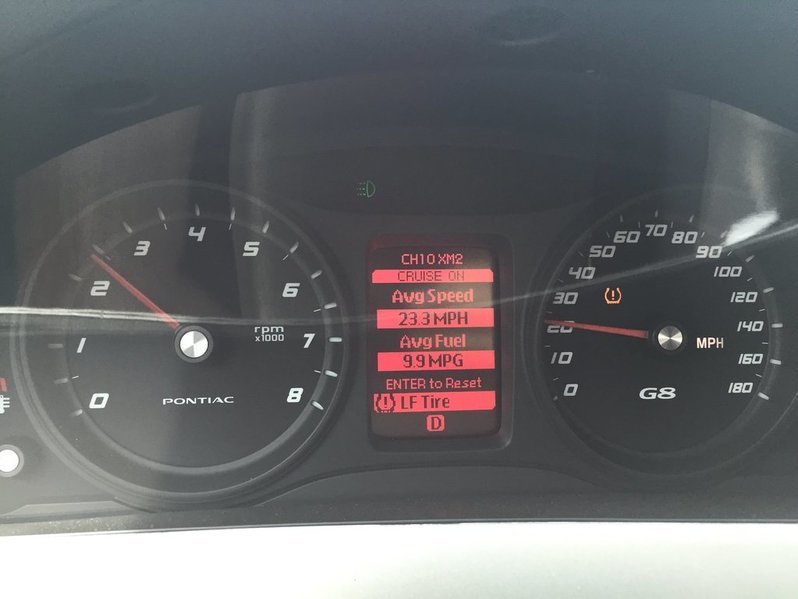 0
1
2
3
4
5
6
7
8
rpm
x1000
PONTIAC
CH10 XM2
CRUISE ON
Avg Speed
23.3 MPH
Avg Fuel
9.9 MPG
ENTER to Reset
LF Tire
D
0
10
20
30
40
50
60
70
80
90
100
120
140
160
180
MPH
G8